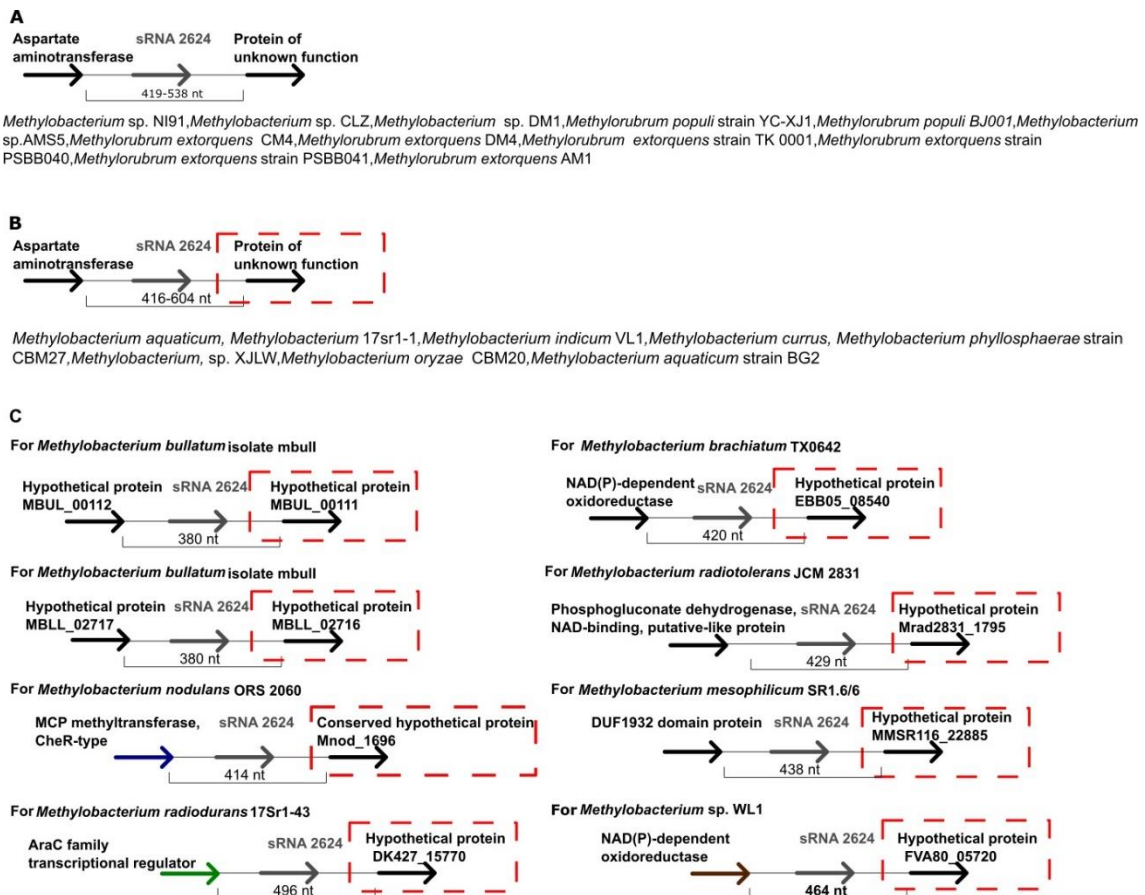 A
Aspartate aminotransferase
sRNA 2624
Protein of unknown function
419-538 nt
Methylobacterium sp. NI91,Methylobacterium sp. CLZ,Methylobacterium sp. DM1,Methylorubrum populi strain YC-XJ1,Methylorubrum populi BJ001,Methylobacterium
sp.AMS5,Methylorubrum extorquens CM4,Methylorubrum extorquens DM4,Methylorubrum extorquens strain TK 0001,Methylorubrum extorquens strain
PSBB040,Methylorubrum extorquens strain PSBB041,Methylorubrum extorquens AM1
B
Aspartate aminotransferase
sRNA 2624
Protein of unknown function
416-604 nt
Methylobacterium aquaticum, Methylobacterium 17sr1-1,Methylobacterium indicum VL1,Methylobacterium currus, Methylobacterium phyllosphaerae strain
CBM27,Methylobacterium, sp. XJLW,Methylobacterium oryzae CBM20,Methylobacterium aquaticum strain BG2
C
For Methylobacterium bullatum isolate mbull
Hypothetical protein
MBUL_00112
sRNA 2624
Hypothetical protein
MBUL_00111
380 nt
For Methylobacterium bullatum isolate mbull
Hypothetical protein
MBLL_02717
sRNA 2624
Hypothetical protein
MBLL_02716
380 nt
For Methylobacterium nodulans ORS 2060
MCP methyltransferase,
CheR-type
sRNA 2624
Conserved hypothetical protein
Mnod_1696
414 nt
For Methylobacterium radiodurans 17Sr1-43
AraC family
transcriptional regulator
sRNA 2624
Hypothetical protein
DK427_15770
496 nt
For Methylobacterium brachiatum TX0642
NAD(P)-dependent
oxidoreductase
sRNA 2624
Hypothetical protein
EBB05_08540
420 nt
For Methylobacterium radiotolerans JCM 2831
Phosphogluconate dehydrogenase,
NAD-binding, putative-like protein
sRNA 2624
Hypothetical protein
Mrad2831_1795
429 nt
For Methylobacterium mesophilicum SR1.6/6
DUF1932 domain protein
sRNA 2624
Hypothetical protein
MMSR116_22885
438 nt
For Methylobacterium sp. WL1
NAD(P)-dependent
oxidoreductase
sRNA 2624
Hypothetical protein
FVA80_05720
464 nt